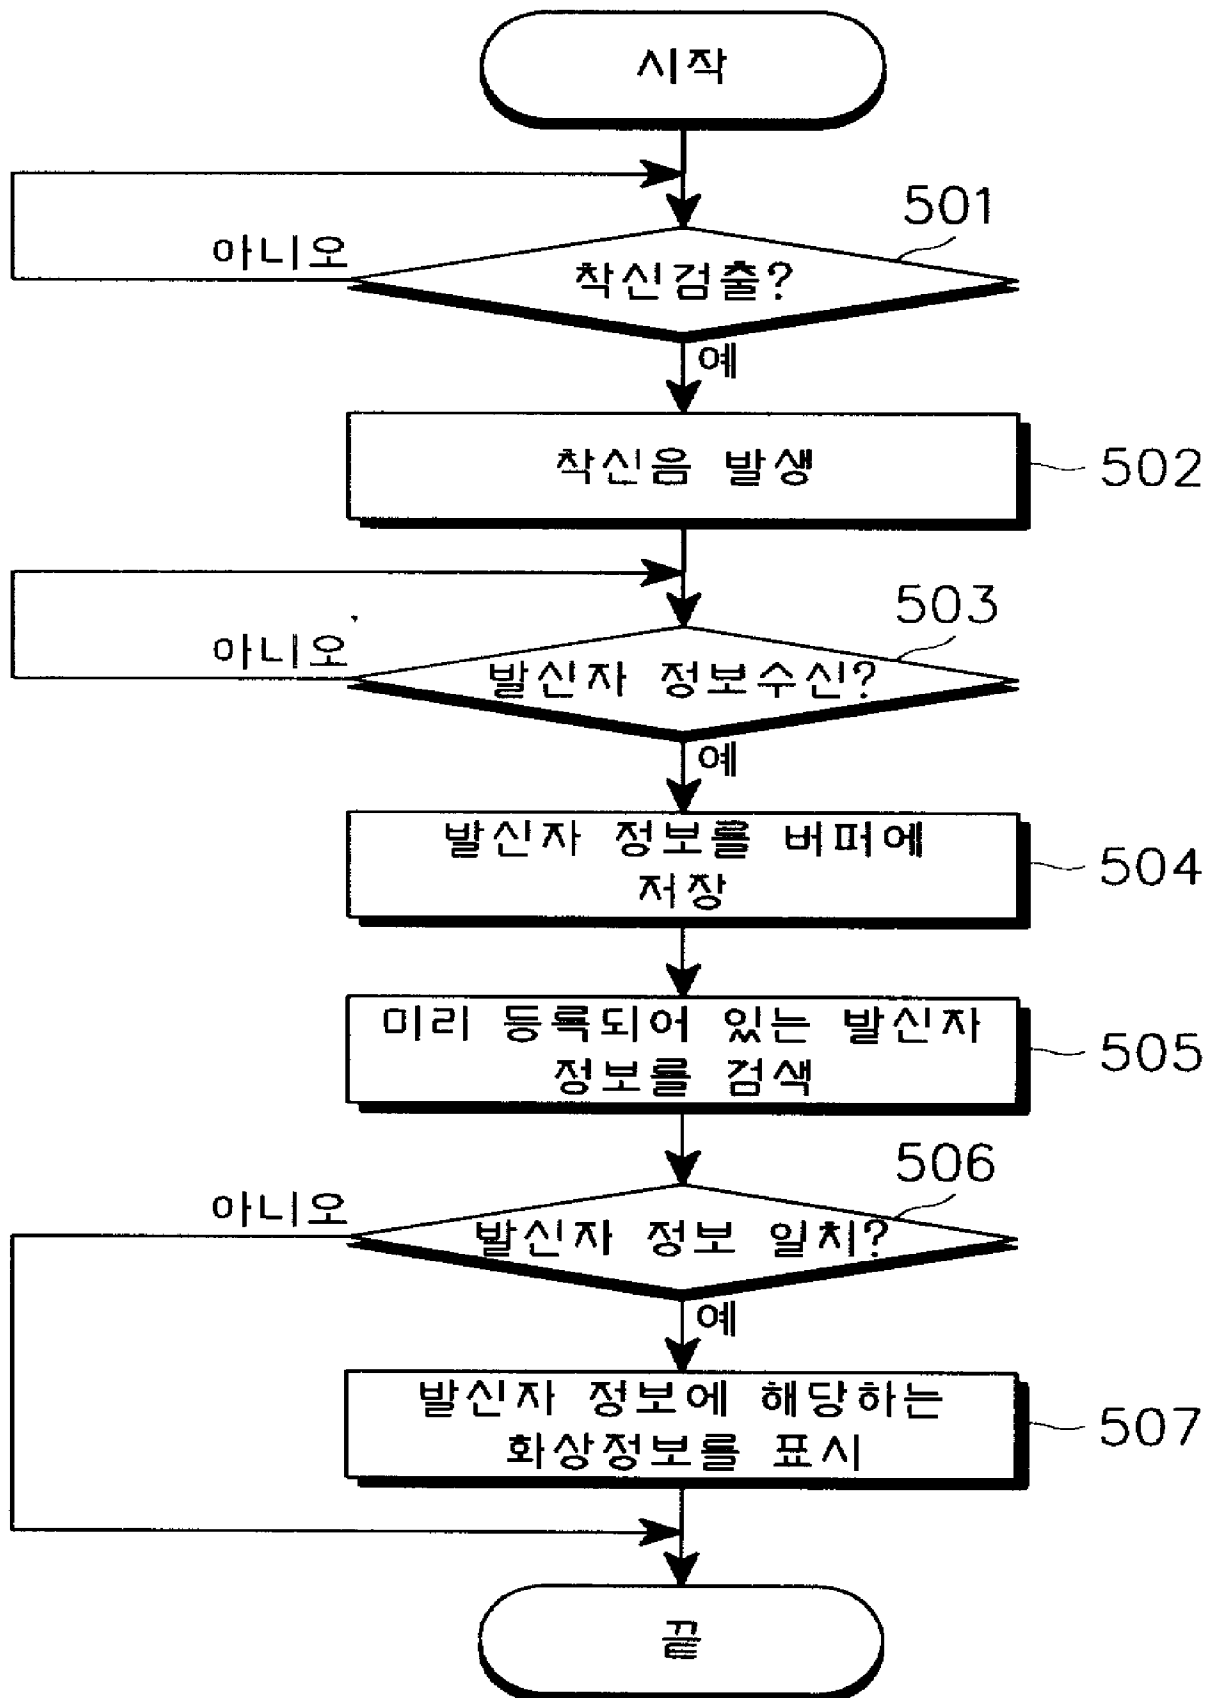 시작
501
아니오
착신검출?
예
착신음 발생
502
503
아니오
발신자 정보수신?
예
발신자 정보를 버퍼에
저장
504
미리 등록되어 있는 발신자
정보를 검색
505
506
아니오
발신자 정보 일치?
예
발신자 정보에 해당하는
화상정보를 표시
507
끝